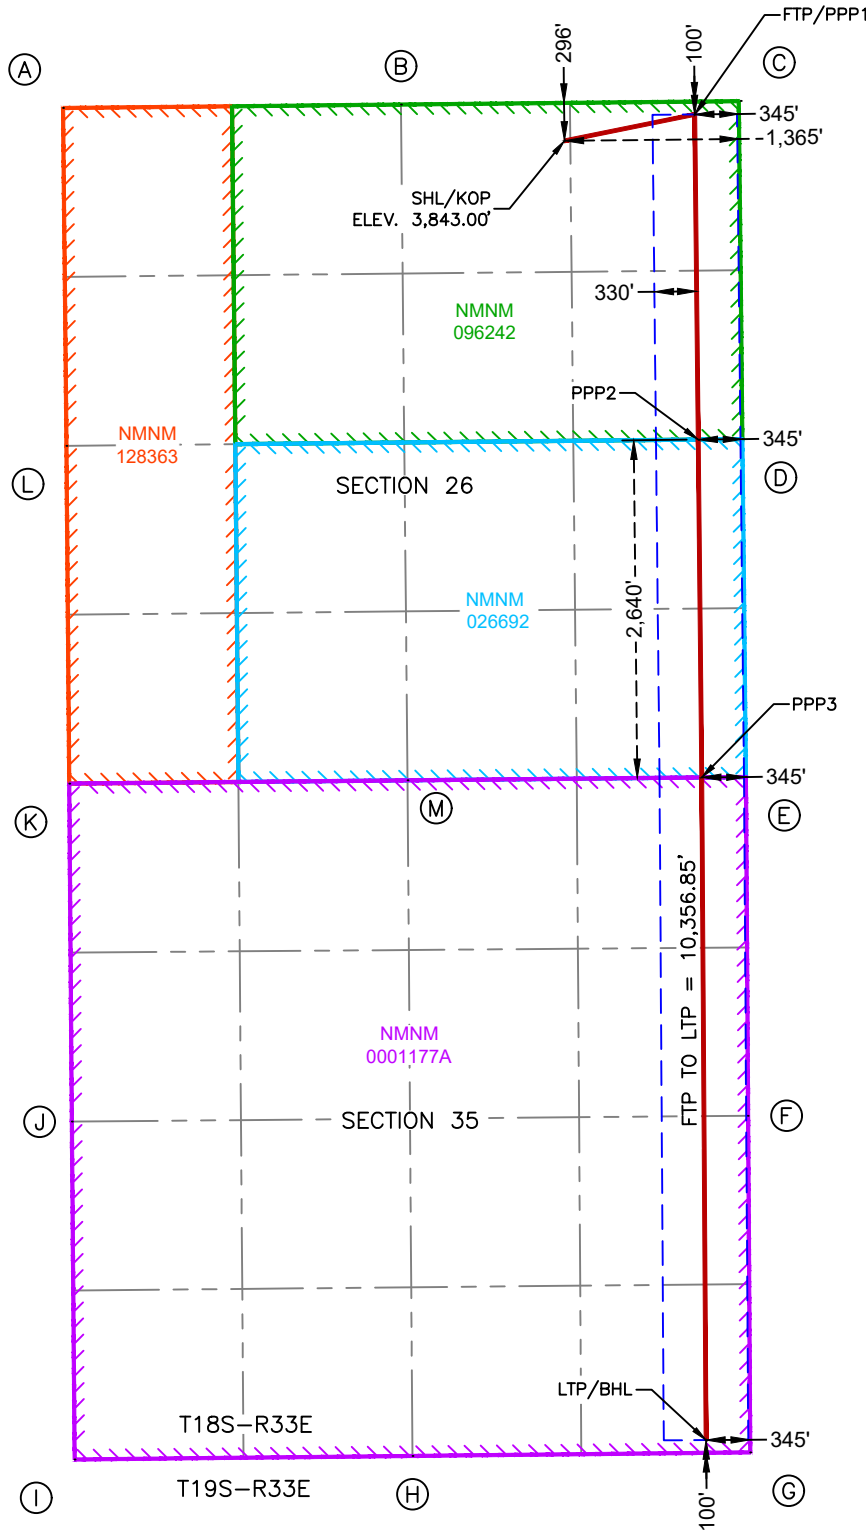 FTP/PPP1
296'
100'
A
B
C
345'
1,365'
SHL/KOP
ELEV. 3,843.00'
330'
NMNM
096242
PPP2
NMNM
128363
345'
L
SECTION 26
D
NMNM
026692
2,640'
PPP3
345'
K
M
E
FTP TO LTP = 10,356.85'
NMNM
0001177A
J
SECTION 35
F
LTP/BHL
T18S-R33E
345'
T19S-R33E
I
H
G
100'